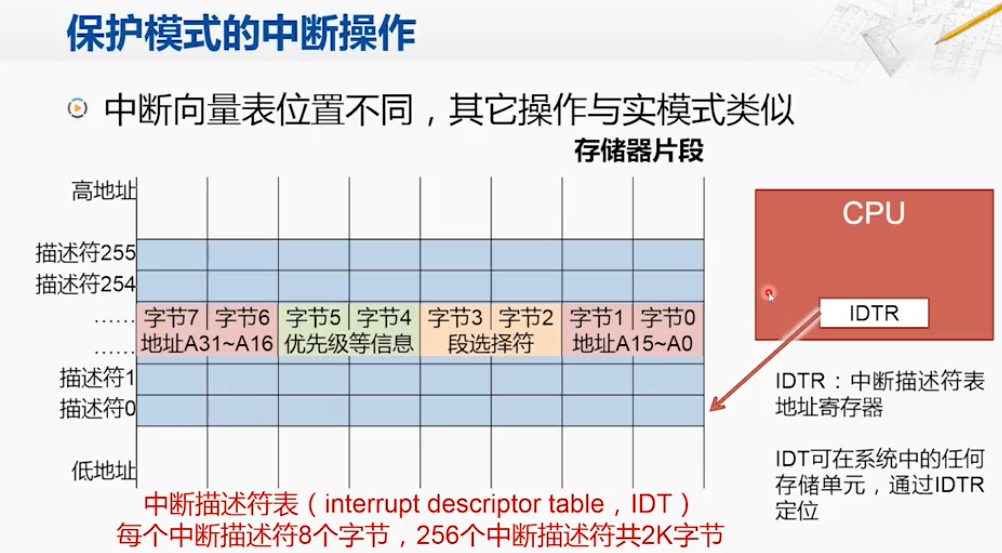 保护模式的中断操作
中断向量表位置不同，其它操作与实模式类似
存储器片段
高地址
描述符255
描述符254
……
字节7 字节6 字节5 字节4 字节3 字节2 字节1 字节0
……
地址A31~A16 优先级等信息 段选择符 地址A15~A0
描述符1
描述符0
低地址
中断描述符表（interrupt descriptor table，IDT）
每个中断描述符8个字节，256个中断描述符共2K字节
CPU
IDTR
IDTR：中断描述符表
地址寄存器
IDT可在系统中的任何
存储单元，通过IDTR
定位